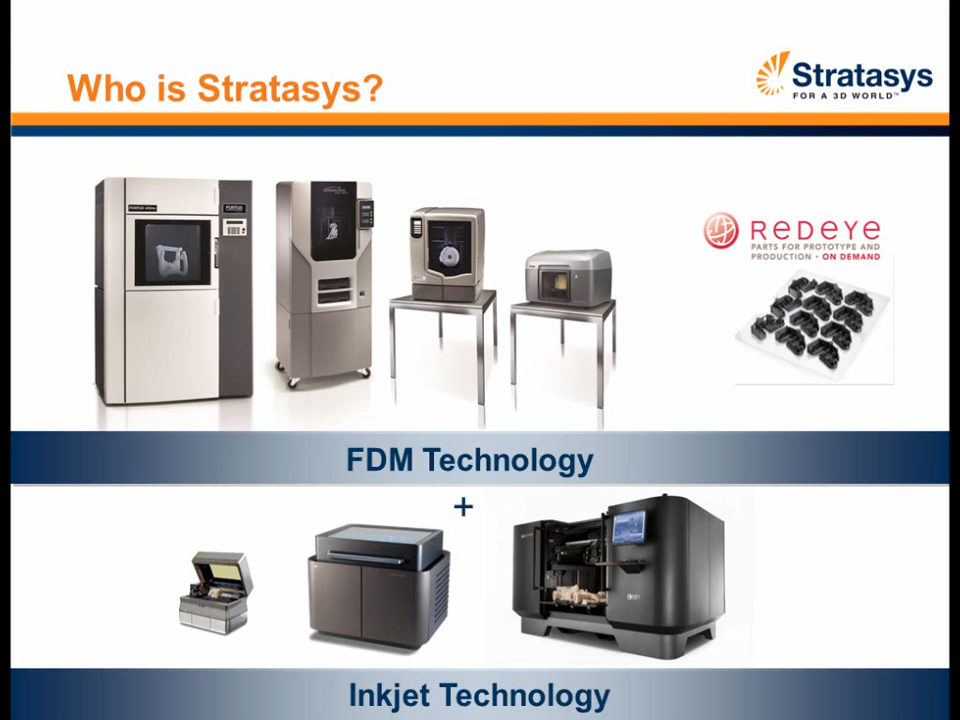 Who is Stratasys?
Stratasys
FOR A 3D WORLD™
REDEYE
PARTS FOR PROTOTYPE AND
PRODUCTION • ON DEMAND
FDM Technology
+
Inkjet Technology